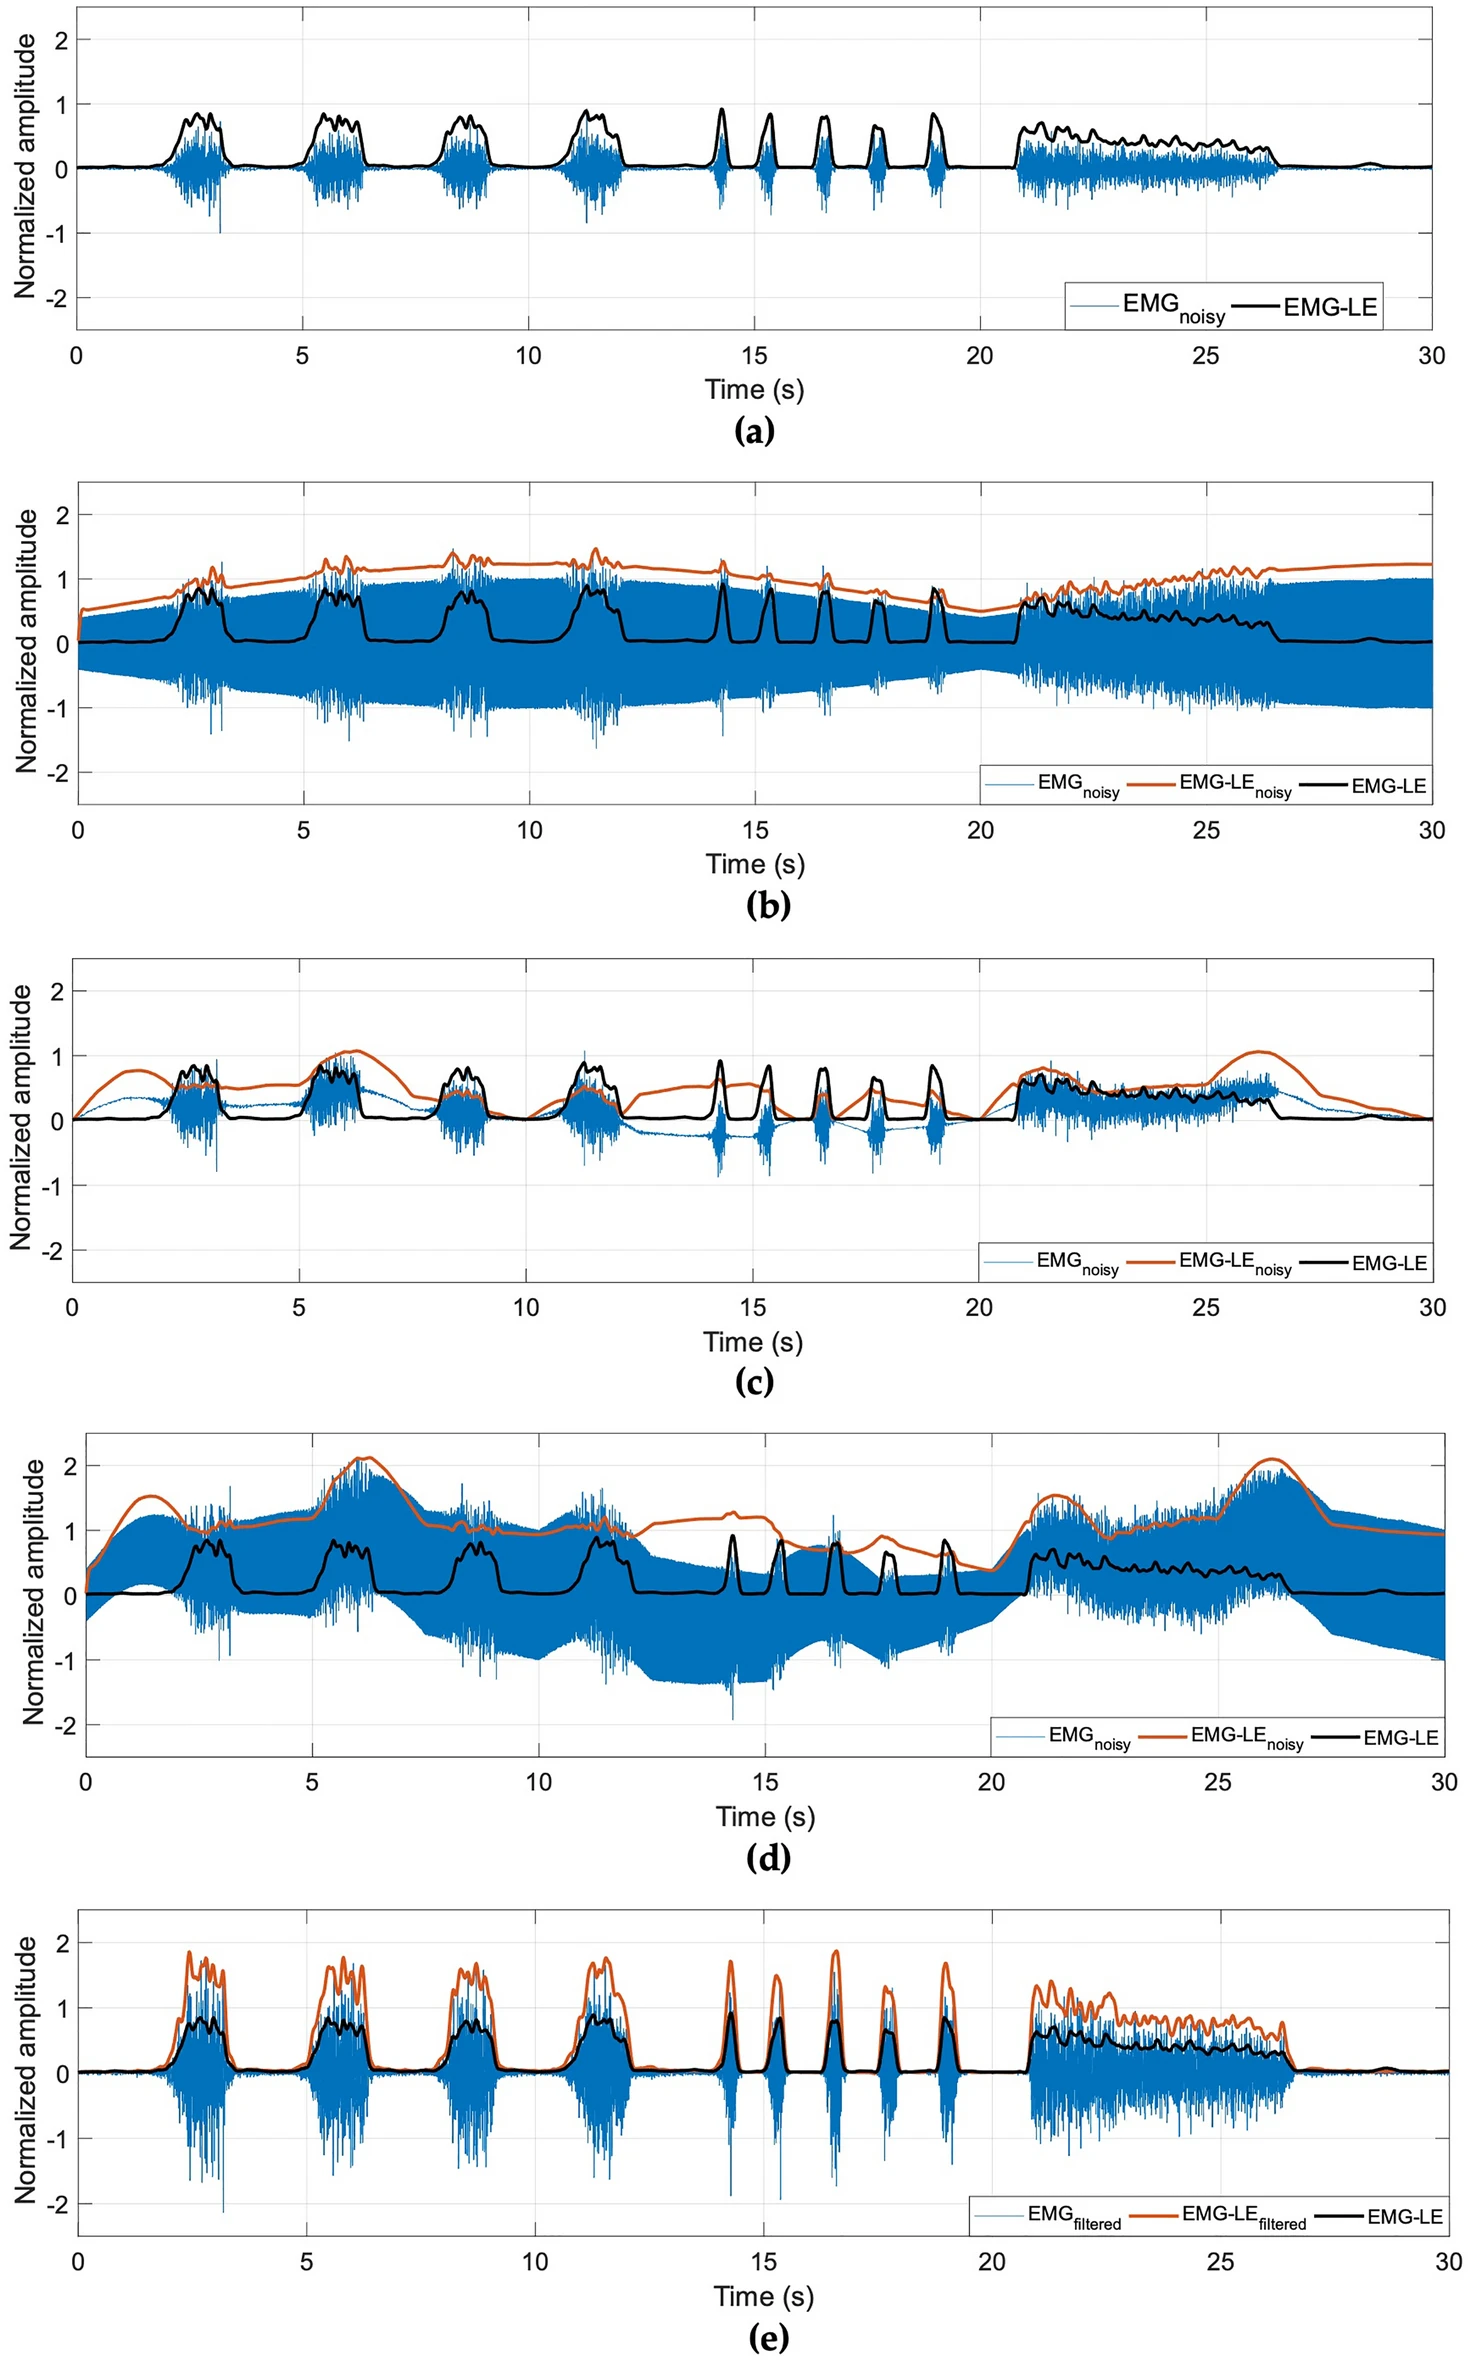 Normalized amplitude
2
1
0
-1
-2
EMGnoisy EMG-LE
0 5 10 15 20 25 30
Time (s)
(a)
Normalized amplitude
2
1
0
-1
-2
EMGnoisy EMG-LEnoisy EMG-LE
0 5 10 15 20 25 30
Time (s)
(b)
Normalized amplitude
2
1
0
-1
-2
EMGnoisy EMG-LEnoisy EMG-LE
0 5 10 15 20 25 30
Time (s)
(c)
Normalized amplitude
2
1
0
-1
-2
EMGnoisy EMG-LEnoisy EMG-LE
0 5 10 15 20 25 30
Time (s)
(d)
Normalized amplitude
2
1
0
-1
-2
EMGfiltered EMG-LEfiltered EMG-LE
0 5 10 15 20 25 30
Time (s)
(e)